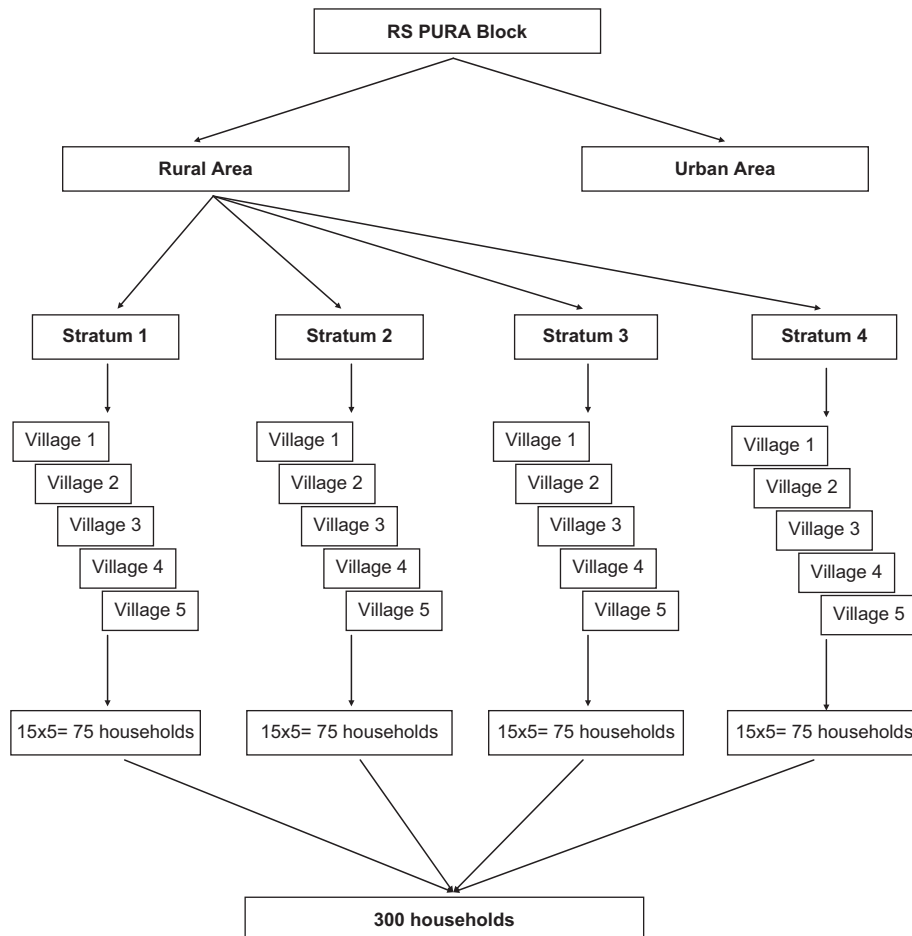 RS PURA Block
Rural Area
Urban Area
Stratum 1
Stratum 2
Stratum 3
Stratum 4
Village 1
Village 2
Village 3
Village 4
Village 5
Village 1
Village 2
Village 3
Village 4
Village 5
Village 1
Village 2
Village 3
Village 4
Village 5
Village 1
Village 2
Village 3
Village 4
Village 5
15x5= 75 households
15x5= 75 households
15x5= 75 households
15x5= 75 households
300 households